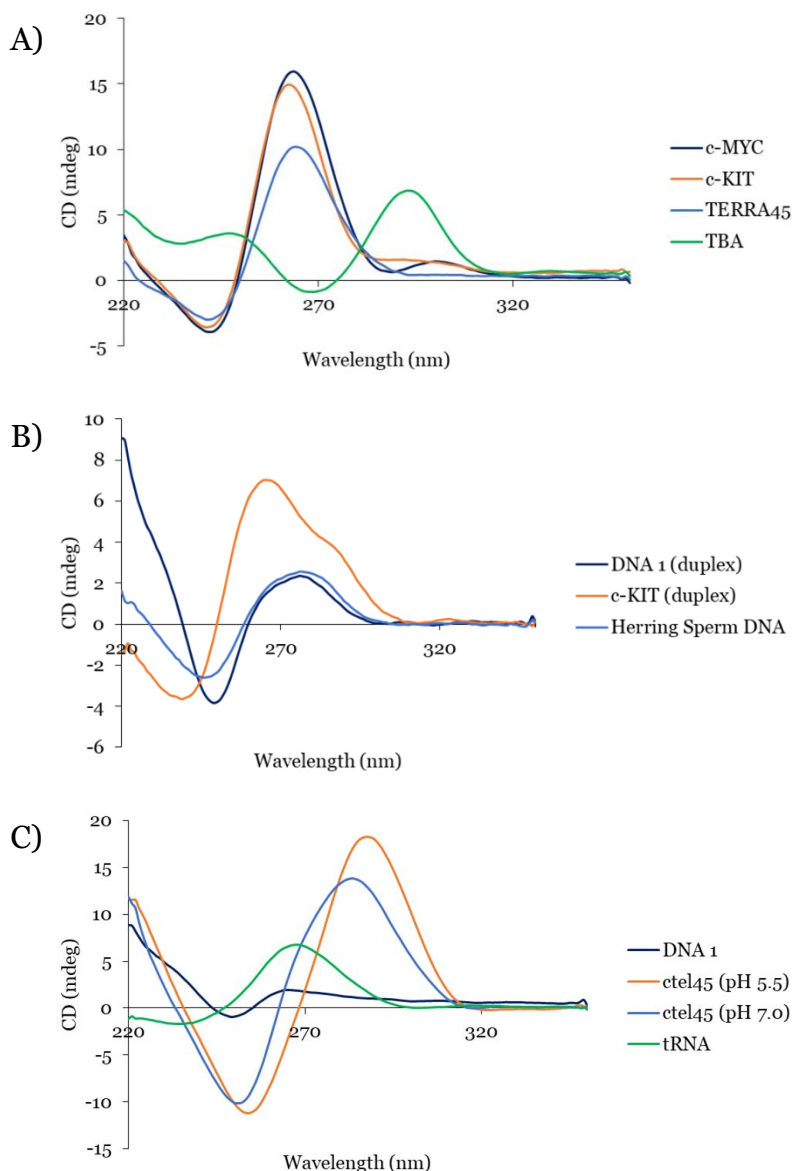 A)
20
15
10
5
0
-5
220
270
320
CD (mdeg)
Wavelength (nm)
c-MYC
c-KIT
TERRA45
TBA
B)
10
8
6
4
2
0
-2
-4
-6
220
270
320
CD (mdeg)
Wavelength (nm)
DNA 1 (duplex)
c-KIT (duplex)
Herring Sperm DNA
C)
20
15
10
5
0
-5
-10
-15
220
270
320
CD (mdeg)
Wavelength (nm)
DNA 1
ctel45 (pH 5.5)
ctel45 (pH 7.0)
tRNA